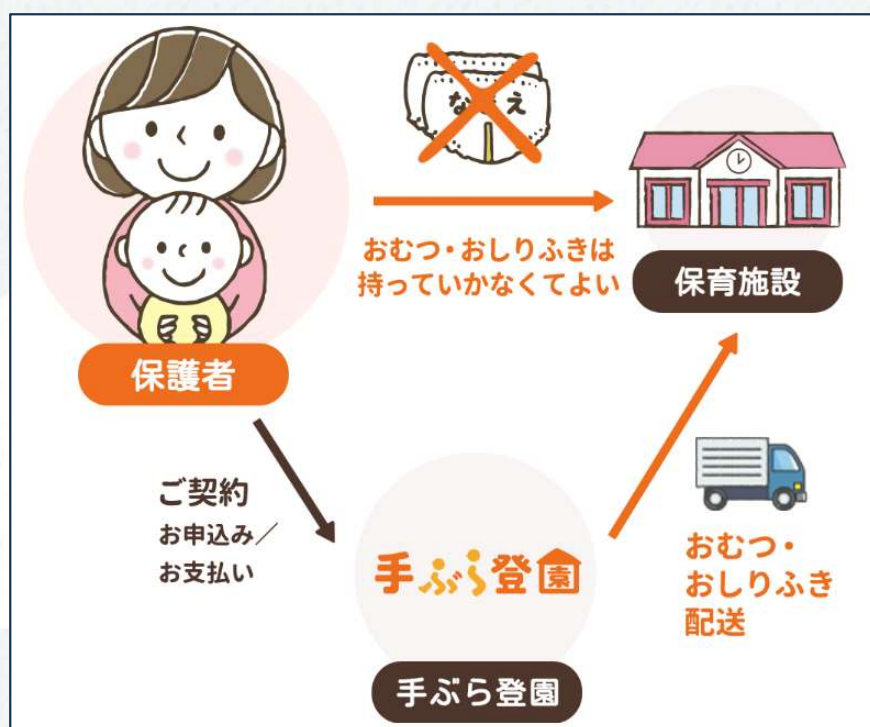 なまえ
おむつ・おしりふきは
持っていかなくてよい
保育施設
保護者
ご契約
お申込み／
お支払い
手ぶら登園
手ぶら登園
おむつ・
おしりふき
配送